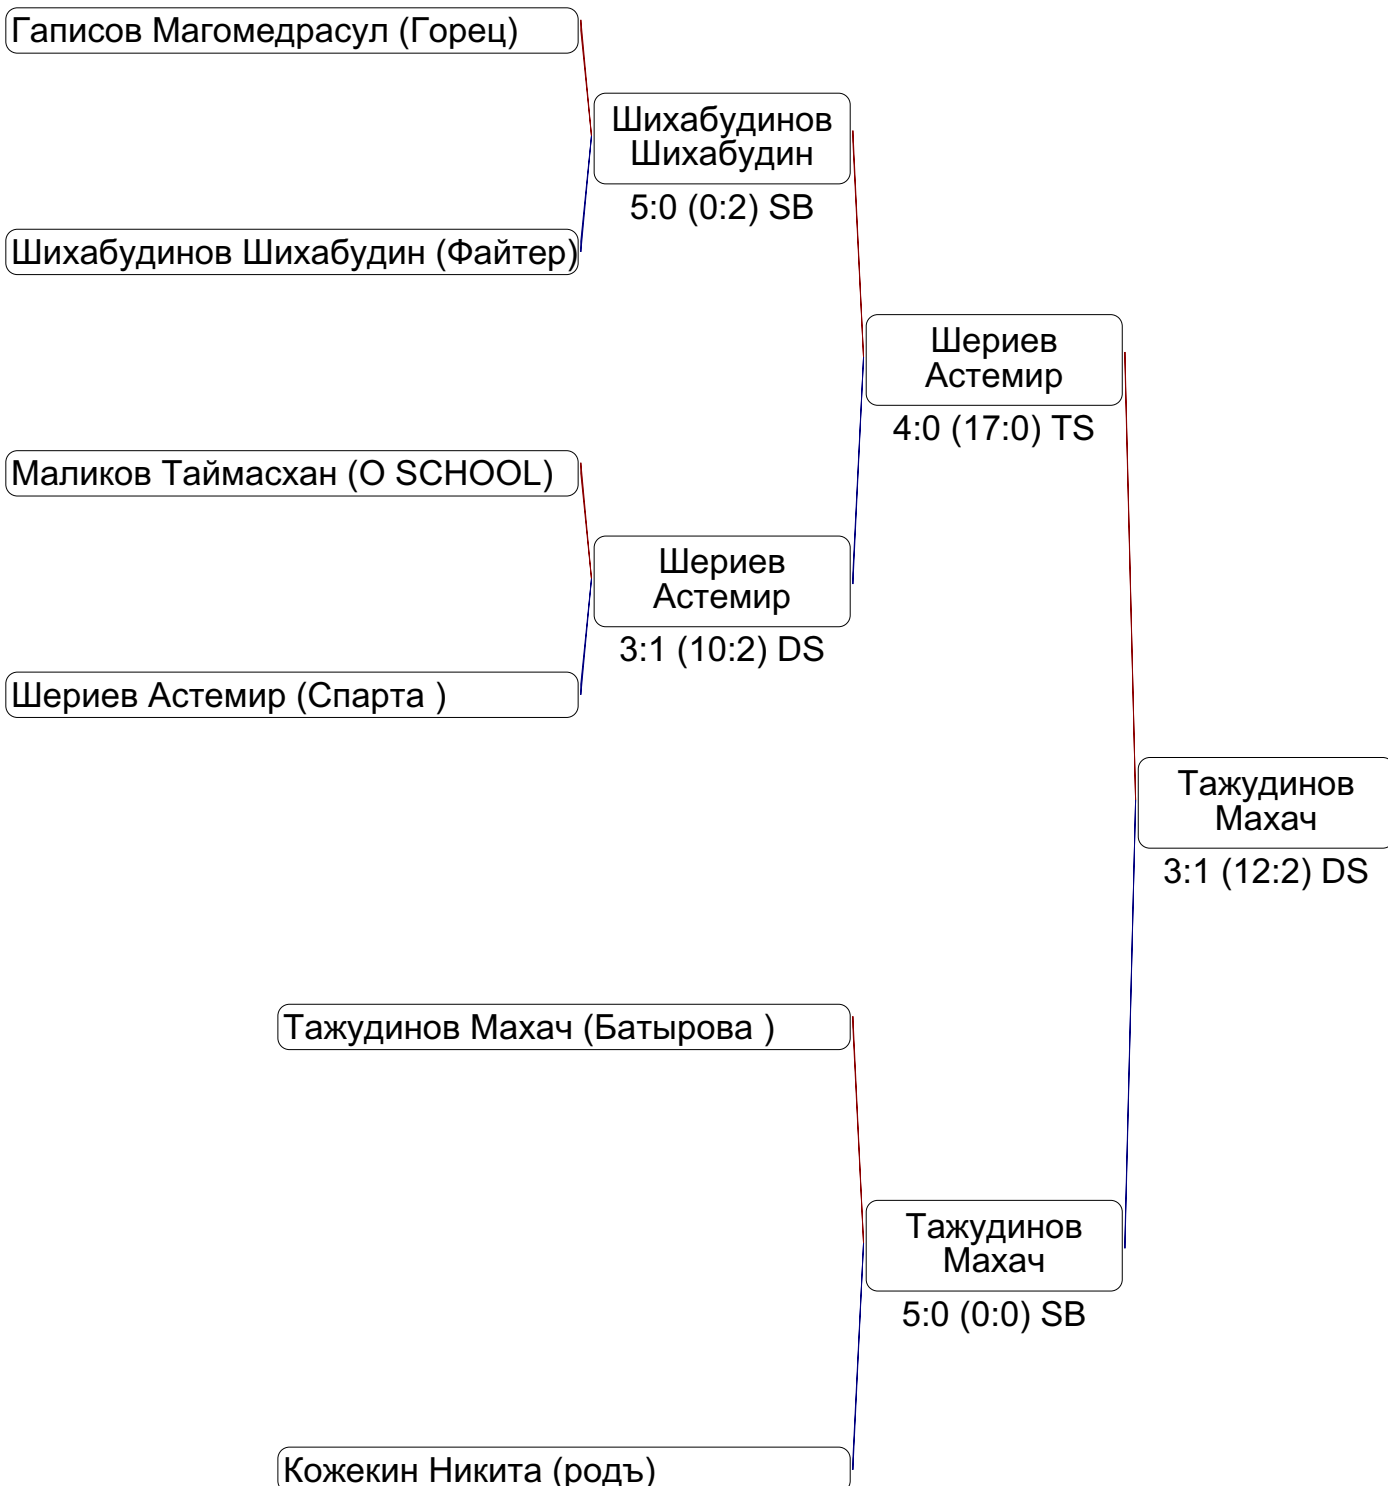 Гаписов Магомедрасул (Горец)
Шихабудинов
Шихабудин
5:0 (0:2) SB
Шихабудинов Шихабудин (Файтер)
Шериев
Астемир
4:0 (17:0) TS
Маликов Таймасхан (O SCHOOL)
Шериев
Астемир
3:1 (10:2) DS
Шериев Астемир (Спарта )
Тажудинов
Махач
3:1 (12:2) DS
Тажудинов Махач (Батырова )
Тажудинов
Махач
5:0 (0:0) SB
Кожекин Никита (родъ)